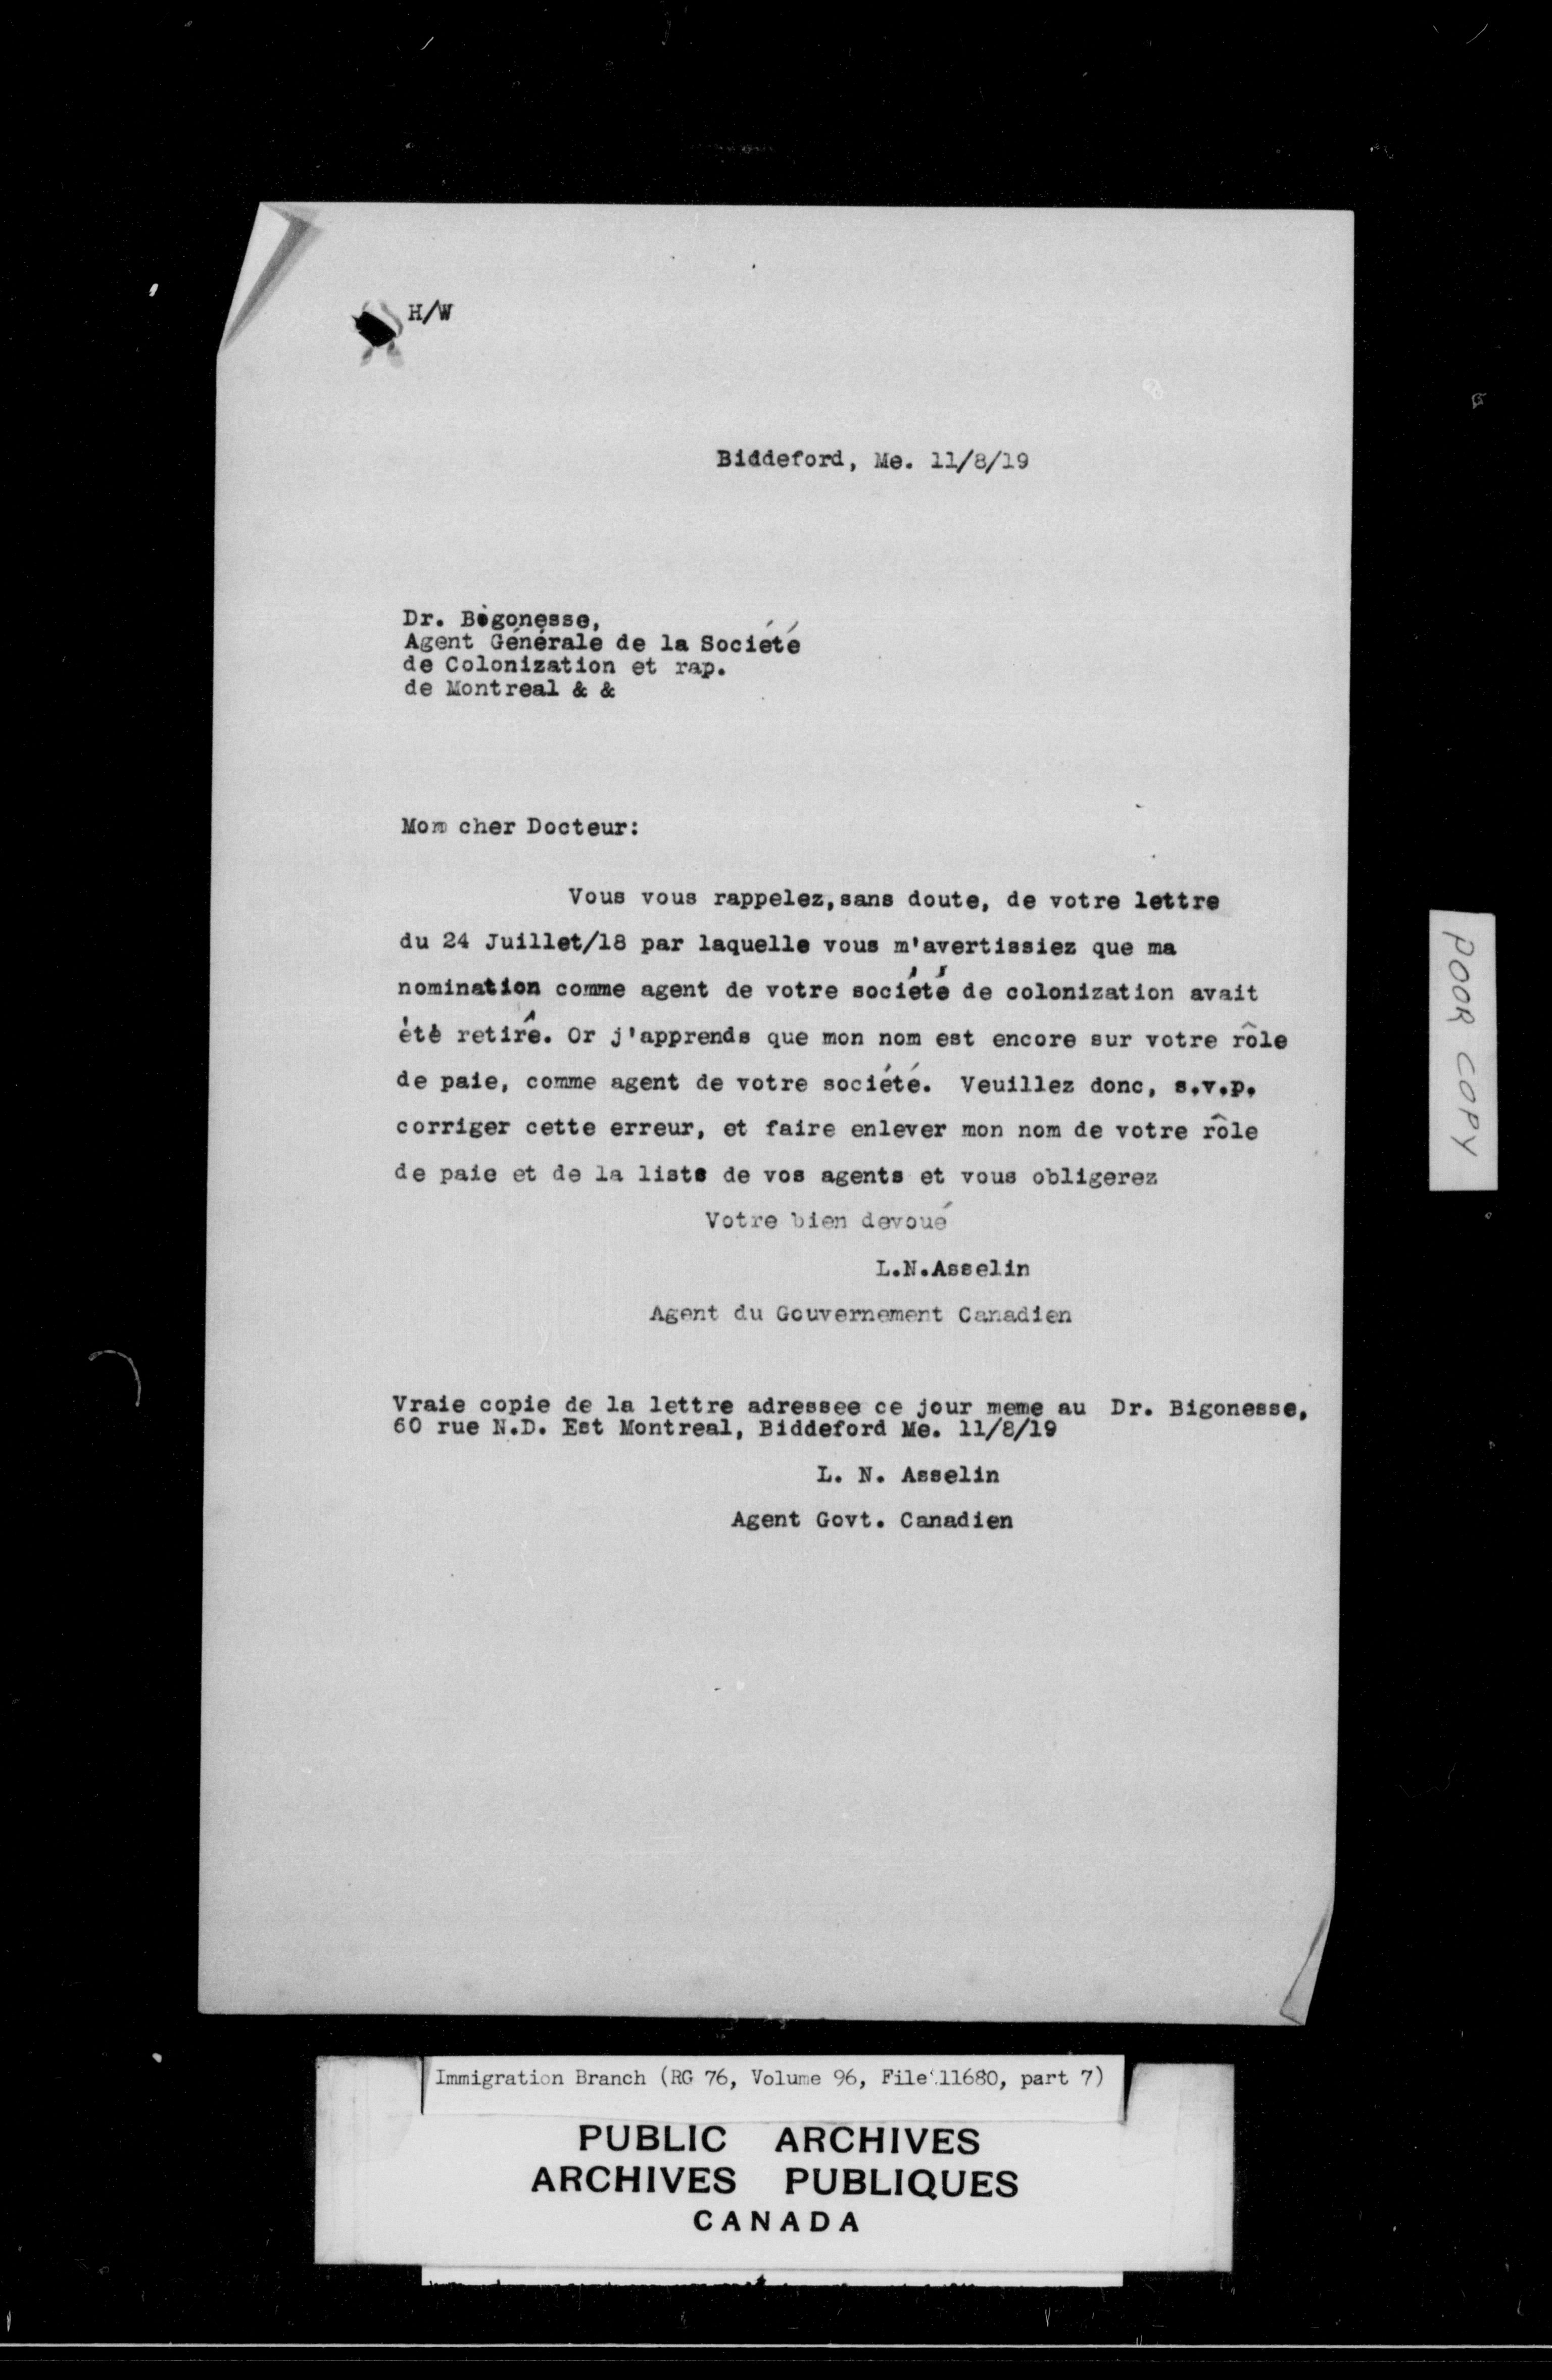 H/W
Biddeford, Me. 11/8/19
Dr. Bigonesse,
Agent Générale de la Societé
de Colonization et rap.
de Montreal & &
Mon cher Docteur:
Vous vous rappelez, sans doute, de votre lettre
du 24 Juillet/18 par laquelle vous m'avertissiez que ma
nomination comme agent de votre société de colonization avait
été retiré. Or j'apprends que mon nom est encore sur votre rôle
de paie, comme agent de votre société. Veuillez donc, s.v.p.
corriger cette erreur, et faire enlever mon nom de votre rôle
de paie et de la liste de vos agents et vous obligerez
Votre bien devoué
L.N.Asselin
Agent du Gouvernement Canadien
Vraie copie de la lettre adressee ce jour meme au Dr. Bigonesse,
60 rue N.D. Est Montreal, Biddeford Me. 11/8/19
L. N. Asselin
Agent Govt. Canadien
POOR COPY
Immigration Branch (RG 76, Volume 96, File 11680, part 7)
PUBLIC ARCHIVES
ARCHIVES PUBLIQUES
CANADA